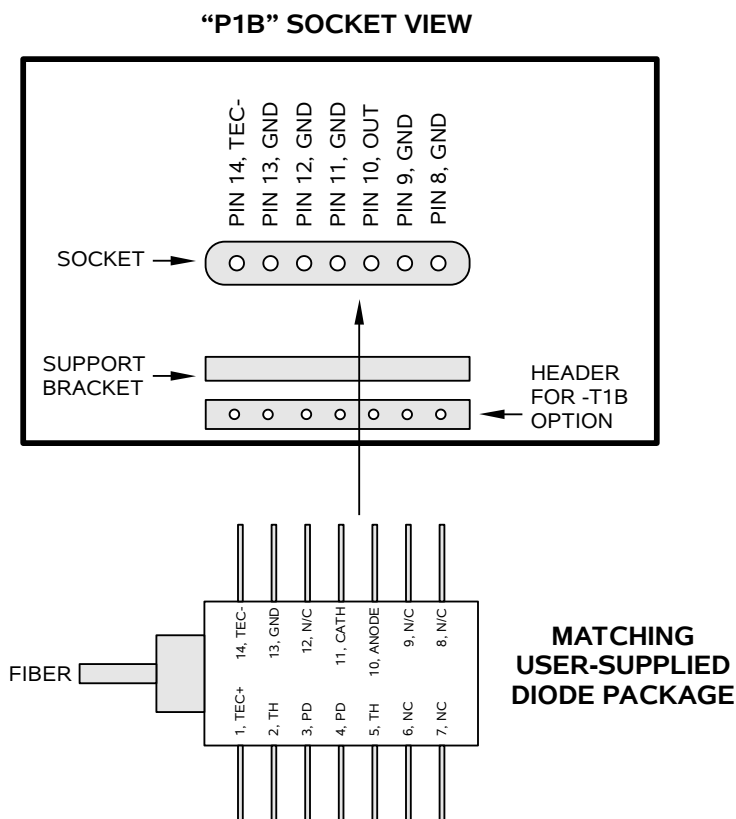 “P1B” SOCKET VIEW
PIN 14, TEC-
PIN 13, GND
PIN 12, GND
PIN 11, GND
PIN 10, OUT
PIN 9, GND
PIN 8, GND
SOCKET
SUPPORT
BRACKET
HEADER
FOR -T1B
OPTION
14, TEC-
13, GND
12, N/C
11, CATH
10, ANODE
9, N/C
8, N/C
FIBER
1, TEC+
2, TH
3, PD
4, PD
5, TH
6, NC
7, NC
MATCHING
USER-SUPPLIED
DIODE PACKAGE